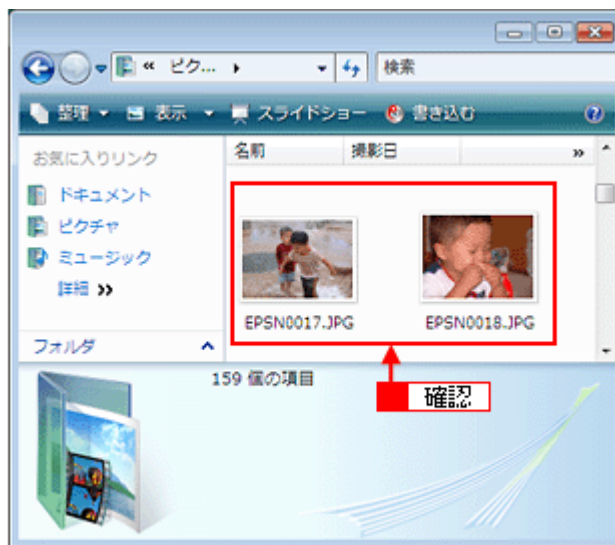 « ピク...
検索
整理 表示 スライドショー 書き込む
お気に入りリンク
名前 撮影日 »
ドキュメント
ピクチャ
ミュージック
詳細 »
EPSN0017.JPG EPSN0018.JPG
フォルダ
159 個の項目
確認